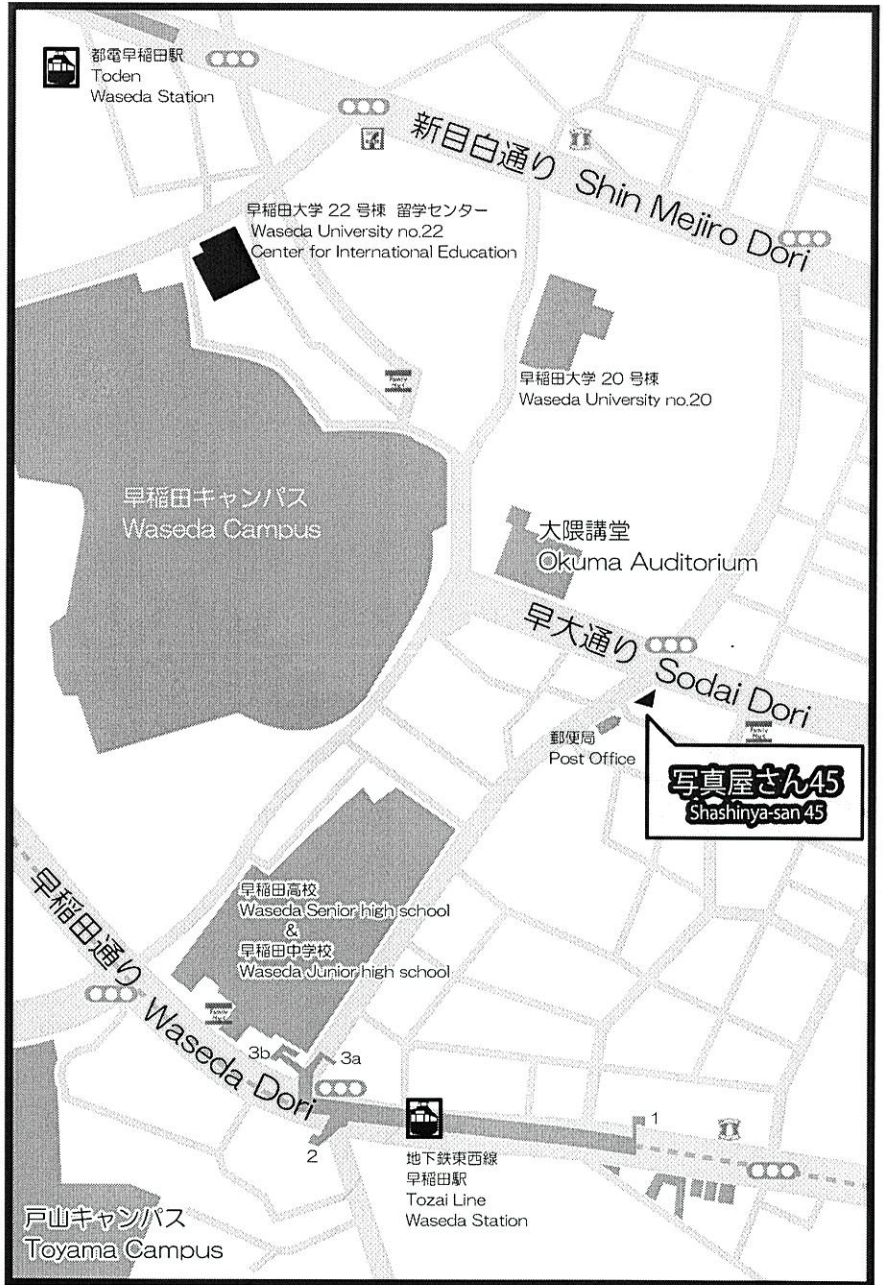 都電早稲田駅
Toden
Waseda Station
新目白通り Shin Mejiro Dori
早稲田大学 22 号棟 留学センター
Waseda University no.22
Center for International Education
早稲田大学 20 号棟
Waseda University no.20
Family
Mart
早稲田キャンパス
Waseda Campus
大隈講堂
Okuma Auditorium
早大通り Sodai Dori
郵便局
Post Office
Family
Mart
写真屋さん45
Shashinya-san 45
早稲田高校
Waseda Senior high school
&
早稲田中学校
Waseda Junior high school
早稲田通り Waseda Dori
Family
Mart
3b
3a
2
1
地下鉄東西線
早稲田駅
Tozai Line
Waseda Station
戸山キャンパス
Toyama Campus